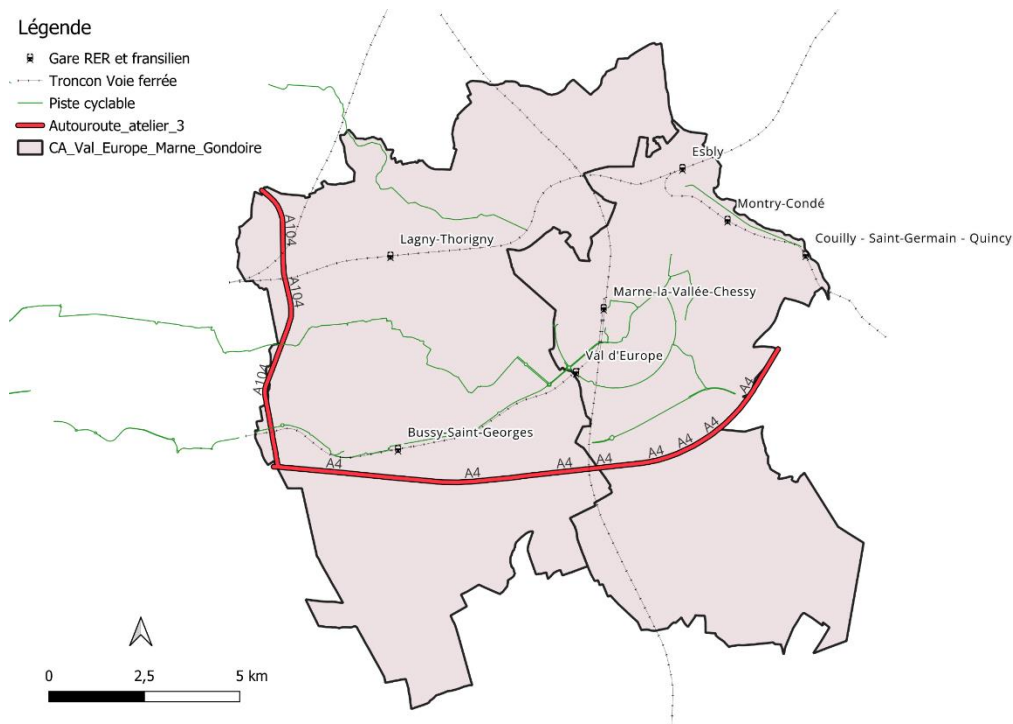 Légende
Gare RER et fransilien
Troncon Voie ferrée
Piste cyclable
Autouroute_atelier_3
CA_Val_Europe_Marne_Gondoire
Esbly
Montry-Condé
A104
Lagny-Thorigny
Couilly - Saint-Germain - Quincy
A104
Marne-la-Vallée-Chessy
Val d'Europe
A104
A4
Bussy-Saint-Georges
A4
A4
A4
A4
A4
A4
A4
A4
0 2,5 5 km